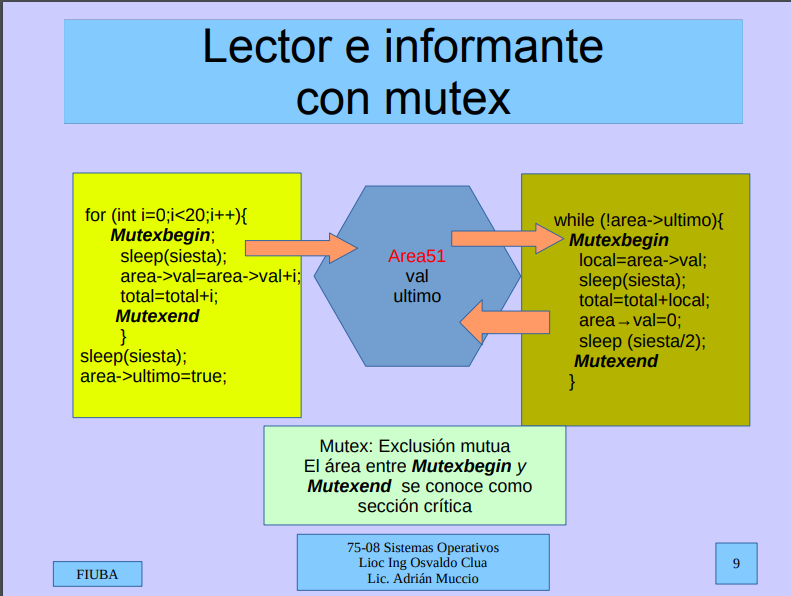 Lector e informante
con mutex
for (int i=0;i<20;i++){
Mutexbegin;
sleep(siesta);
area->val=area->val+i;
total=total+i;
Mutexend
}
sleep(siesta);
area->ultimo=true;
Area51
val
ultimo
while (!area->ultimo){
Mutexbegin
local=area->val;
sleep(siesta);
total=total+local;
area→val=0;
sleep (siesta/2);
Mutexend
}
Mutex: Exclusión mutua
El área entre Mutexbegin y
Mutexend se conoce como
sección crítica
FIUBA
75-08 Sistemas Operativos
Lioc Ing Osvaldo Clua
Lic. Adrián Muccio
9